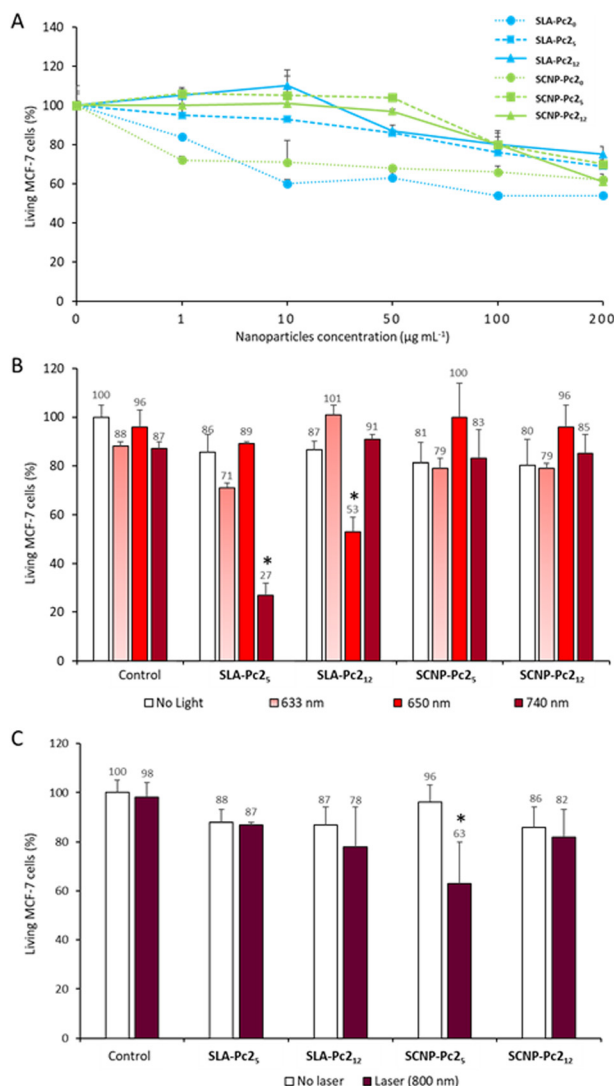 A
SLA-Pc2₀
SLA-Pc2₅
SLA-Pc2₁₂
SCNP-Pc2₀
SCNP-Pc2₅
SCNP-Pc2₁₂
Living MCF-7 cells (%)
140
120
100
80
60
40
20
0
0 1 10 50 100 200
Nanoparticles concentration (µg mL⁻¹)
B
Living MCF-7 cells (%)
120
100
80
60
40
20
0
100 88 96 87
86 71 89 * 27
87 101 * 53 91
81 79 100 83
80 79 96 85
Control SLA-Pc2₅ SLA-Pc2₁₂ SCNP-Pc2₅ SCNP-Pc2₁₂
No Light 633 nm 650 nm 740 nm
C
Living MCF-7 cells (%)
120
100
80
60
40
20
0
100 98
88 87
87 78
96 * 63
86 82
Control SLA-Pc2₅ SLA-Pc2₁₂ SCNP-Pc2₅ SCNP-Pc2₁₂
No laser Laser (800 nm)